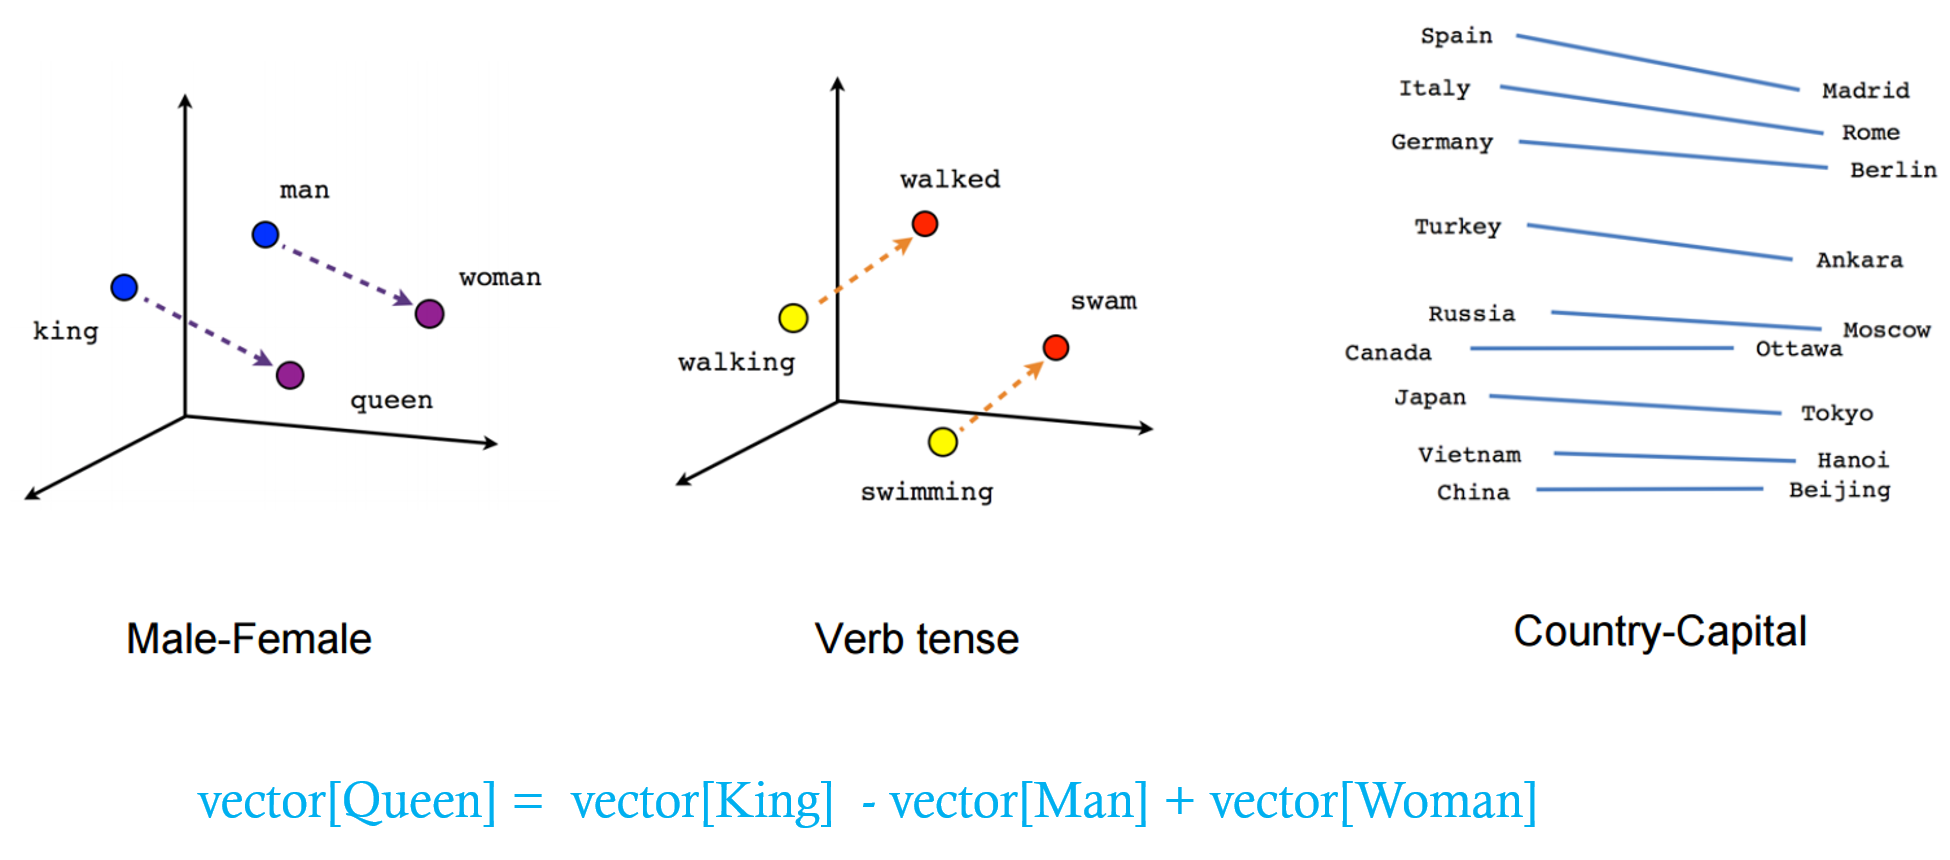 man
woman
king
queen
Male-Female
walked
walking
swam
swimming
Verb tense
Spain
Madrid
Italy
Rome
Germany
Berlin
Turkey
Ankara
Russia
Moscow
Canada
Ottawa
Japan
Tokyo
Vietnam
Hanoi
China
Beijing
Country-Capital
vector[Queen] = vector[King] - vector[Man] + vector[Woman]